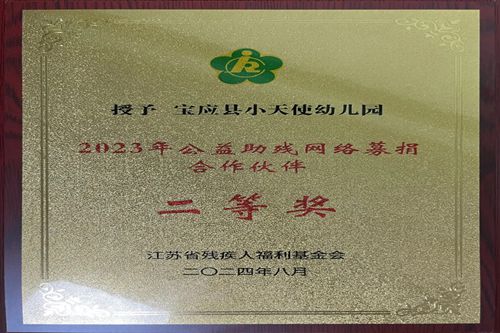 授予 宝应县小天使幼儿园
2023年公益助残网络募捐
合作伙伴
二等奖
江苏省残疾人福利基金会
二〇二四年八月